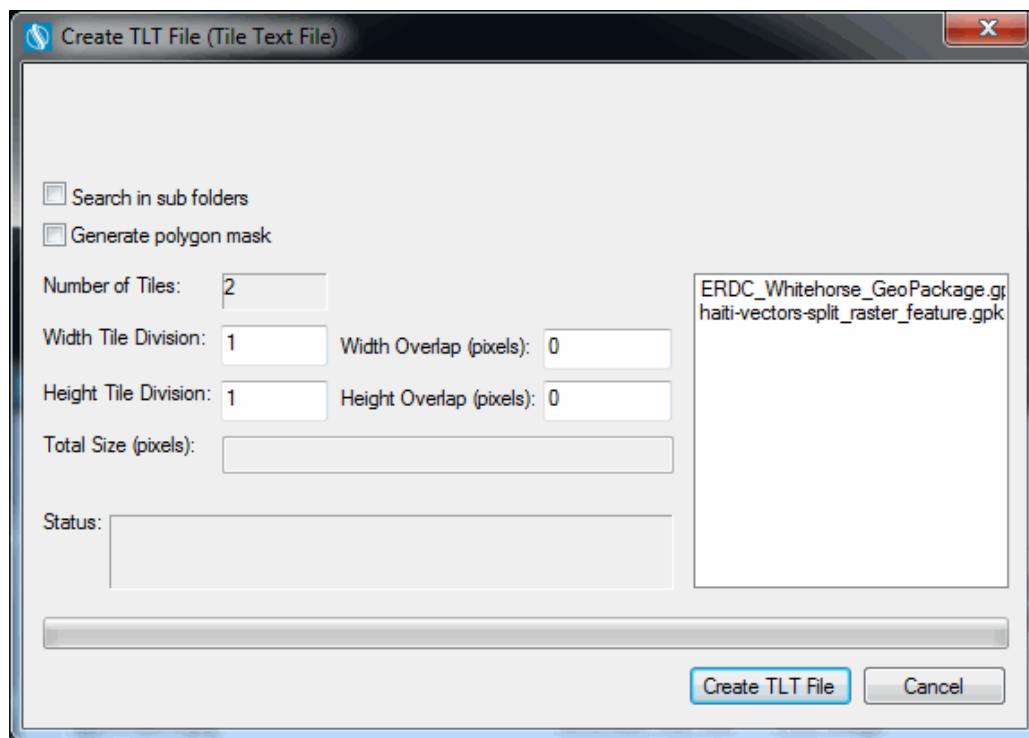 Create TLT File (Tile Text File)
Search in sub folders
Generate polygon mask
Number of Tiles: 2
Width Tile Division: 1 Width Overlap (pixels): 0
Height Tile Division: 1 Height Overlap (pixels): 0
Total Size (pixels):
Status:
ERDC_Whitehorse_GeoPackage.gp
haiti-vectors-split_raster_feature.gpk
Create TLT File Cancel